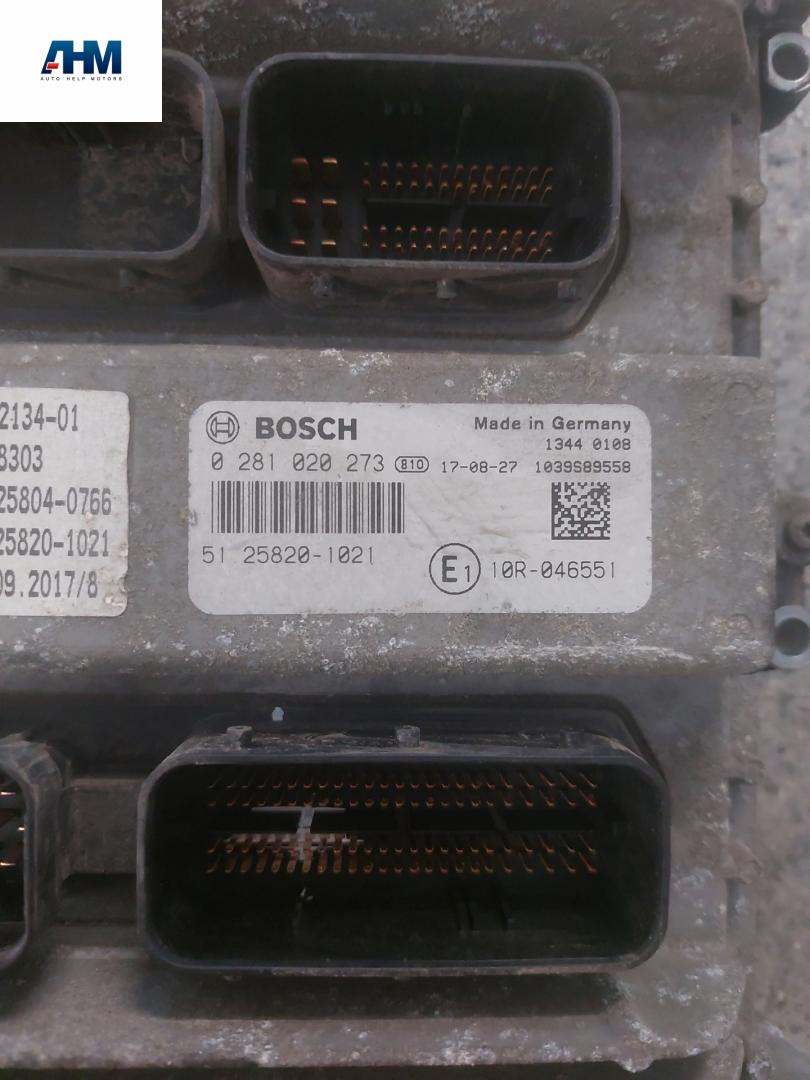 AHM
AUTO HELP MOTORS
2134-01
8303
25804-0766
25820-1021
09.2017/8
BOSCH
Made in Germany
1344 0108
0 281 020 273 810 17-08-27 1039S89558
51 25820-1021
E1 10R-046551